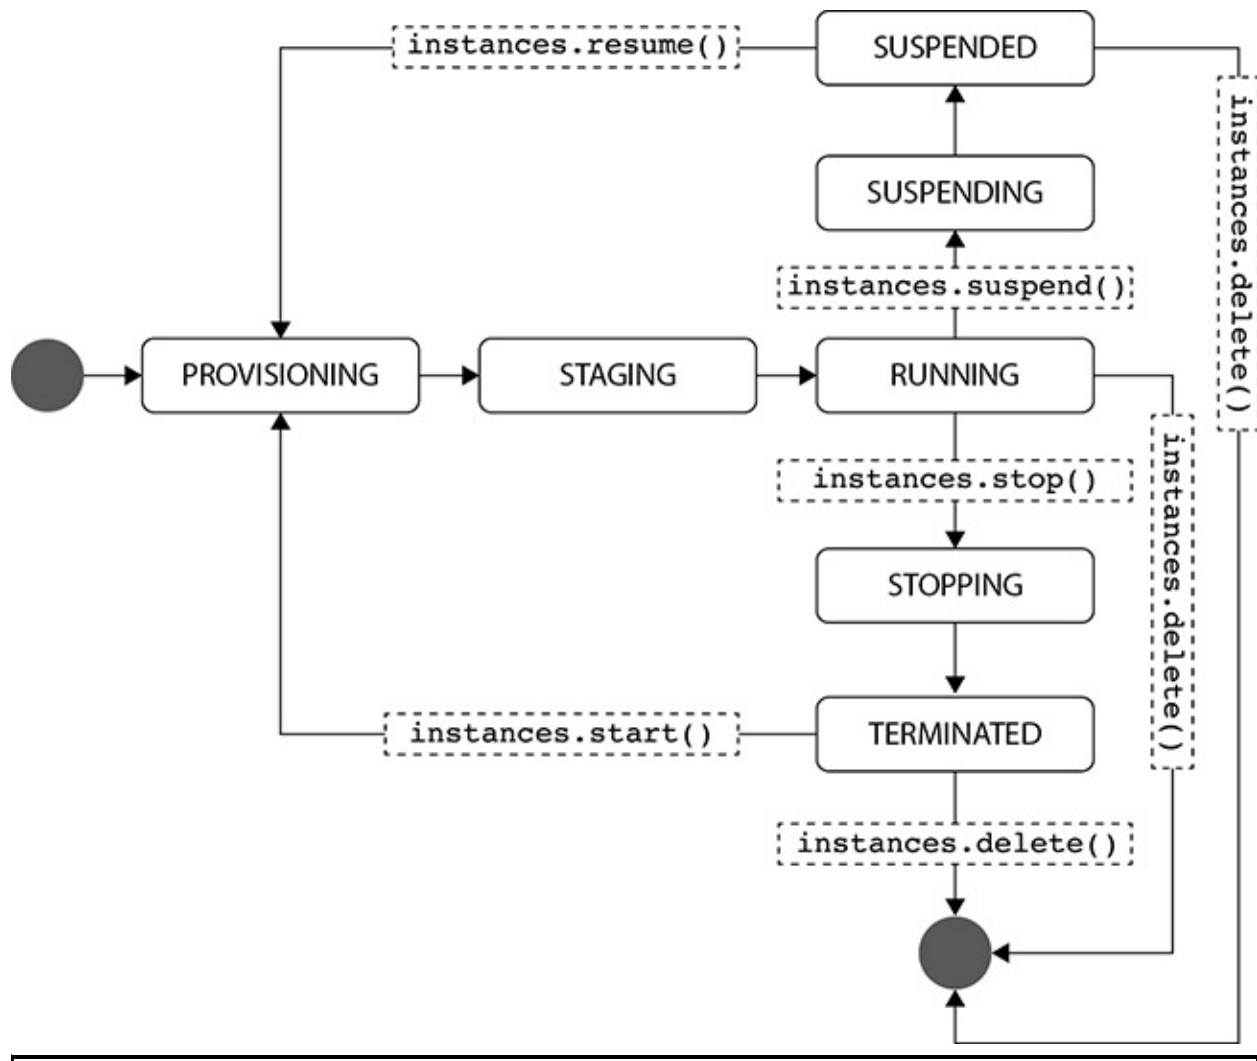 instances.resume()
SUSPENDED
instances.delete()
SUSPENDING
instances.suspend()
PROVISIONING
STAGING
RUNNING
instances.stop()
instances.delete()
STOPPING
instances.start()
TERMINATED
instances.delete()